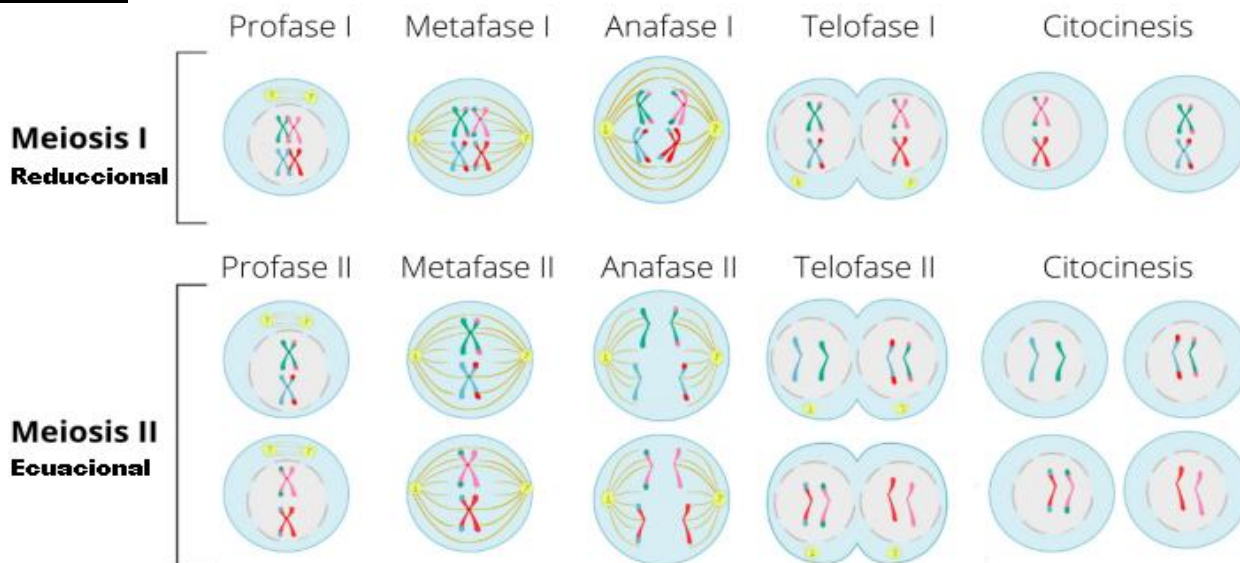 Profase I Metafase I Anafase I Telofase I Citocinesis
Meiosis I
Reduccional
Profase II Metafase II Anafase II Telofase II Citocinesis
Meiosis II
Ecuacional